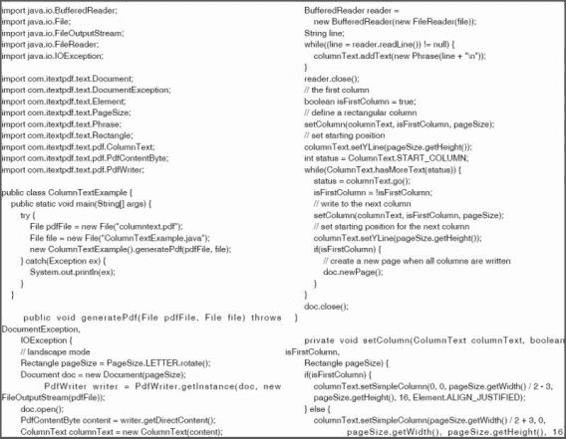 import java.io.BufferedReader;
import java.io.File;
import java.io.FileOutputStream;
import java.io.FileReader;
import java.io.IOException;
import com.itextpdf.text.Document;
import com.itextpdf.text.DocumentException;
import com.itextpdf.text.Element;
import com.itextpdf.text.PageSize;
import com.itextpdf.text.Phrase;
import com.itextpdf.text.Rectangle;
import com.itextpdf.text.pdf.ColumnText;
import com.itextpdf.text.pdf.PdfContentByte;
import com.itextpdf.text.pdf.PdfWriter;
public class ColumnTextExample {
public static void main(String[] args) {
try {
File pdfFile = new File("columntext.pdf");
File file = new File("ColumnTextExample.java");
new ColumnTextExample().generatePdf(pdfFile, file);
} catch(Exception ex) {
System.out.println(ex);
}
}
public void generatePdf(File pdfFile, File file) throws
DocumentException,
IOException {
// landscape mode
Rectangle pageSize = PageSize.LETTER.rotate();
Document doc = new Document(pageSize);
PdfWriter writer = PdfWriter.getInstance(doc, new
FileOutputStream(pdfFile));
doc.open();
PdfContentByte content = writer.getDirectContent();
ColumnText columnText = new ColumnText(content);
BufferedReader reader =
new BufferedReader(new FileReader(file));
String line;
while((line = reader.readLine()) != null) {
columnText.addText(new Phrase(line + "\n"));
}
reader.close();
// the first column
boolean isFirstColumn = true;
// define a rectangular column
setColumn(columnText, isFirstColumn, pageSize);
// set starting position
columnText.setYLine(pageSize.getHeight());
int status = ColumnText.START_COLUMN;
while(ColumnText.hasMoreText(status)) {
status = columnText.go();
isFirstColumn = !isFirstColumn;
// write to the next column
setColumn(columnText, isFirstColumn, pageSize);
// set starting position for the next column
columnText.setYLine(pageSize.getHeight());
if(isFirstColumn) {
// create a new page when all columns are written
doc.newPage();
}
}
doc.close();
}
private void setColumn(ColumnText columnText, boolean
isFirstColumn,
Rectangle pageSize) {
if(isFirstColumn) {
columnText.setSimpleColumn(0, 0, pageSize.getWidth() / 2 - 3,
pageSize.getHeight(), 16, Element.ALIGN_JUSTIFIED);
} else {
columnText.setSimpleColumn(pageSize.getWidth() / 2 + 3, 0,
pageSize.getWidth(), pageSize.getHeight(), 16,